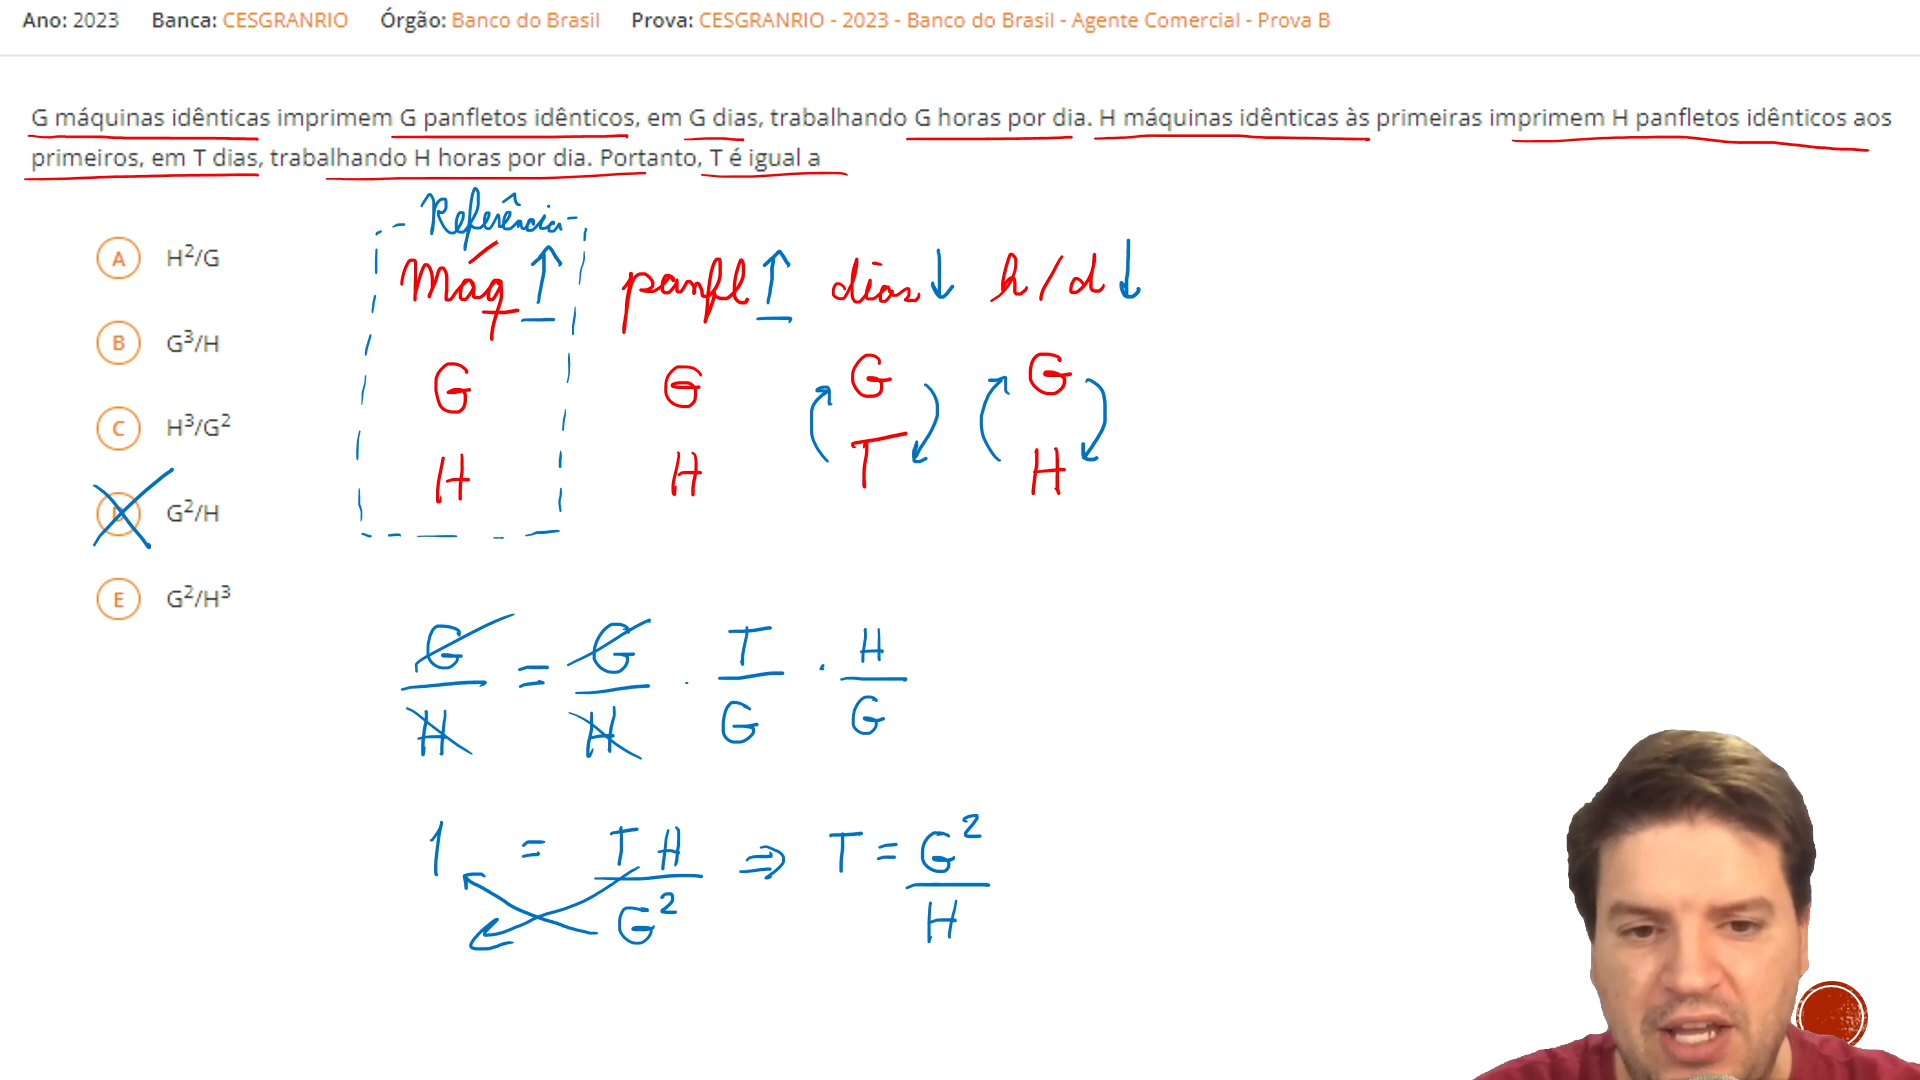 Ano: 2023 Banca: CESGRANRIO Órgão: Banco do Brasil Prova: CESGRANRIO - 2023 - Banco do Brasil - Agente Comercial - Prova B
G máquinas idênticas imprimem G panfletos idênticos, em G dias, trabalhando G horas por dia. H máquinas idênticas às primeiras imprimem H panfletos idênticos aos
primeiros, em T dias, trabalhando H horas por dia. Portanto, T é igual a
Referência
A H²/G
Máq ↑ panfl ↑ dias ↓ h/d ↓
B G³/H
G G G G
C H³/G²
H H T H
D G²/H
E G²/H³
G/H = G/H · T/G · H/G
1 = TH/G² ⇒ T = G²/H